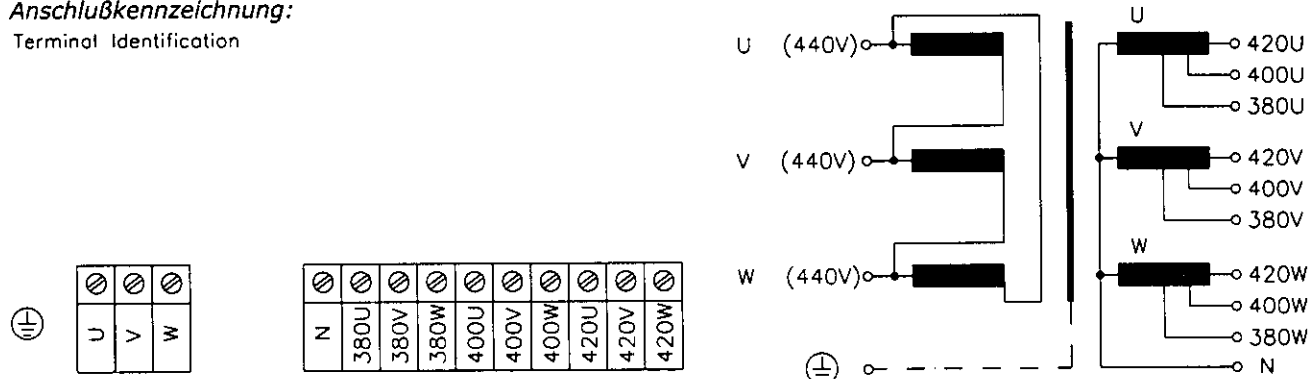 Anschlußkennzeichnung:
Terminal Identification
U V W
N 380U 380V 380W 400U 400V 400W 420U 420V 420W
U (440V)
V (440V)
W (440V)
U
420U
400U
380U
V
420V
400V
380V
W
420W
400W
380W
N